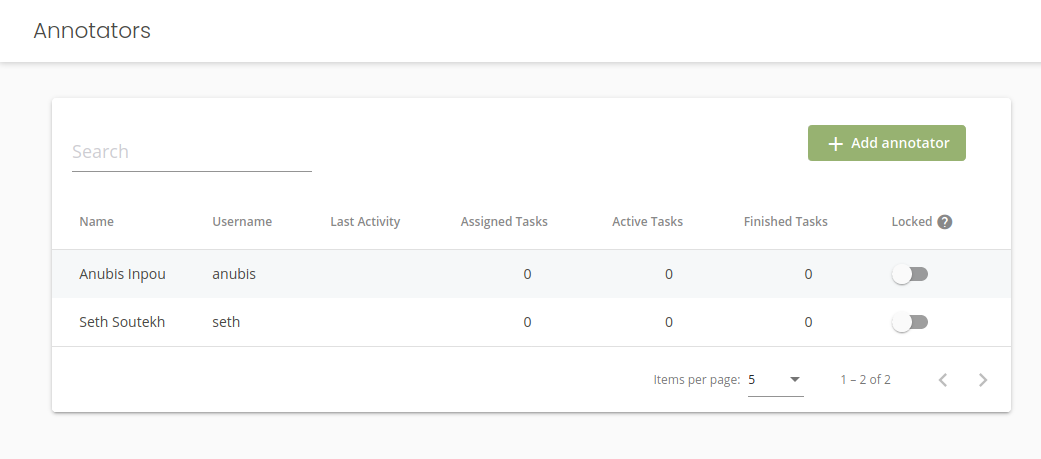 Annotators
Search
+ Add annotator
Name Username Last Activity Assigned Tasks Active Tasks Finished Tasks Locked ?
Anubis Inpou anubis 0 0 0
Seth Soutekh seth 0 0 0
Items per page: 5 1 – 2 of 2